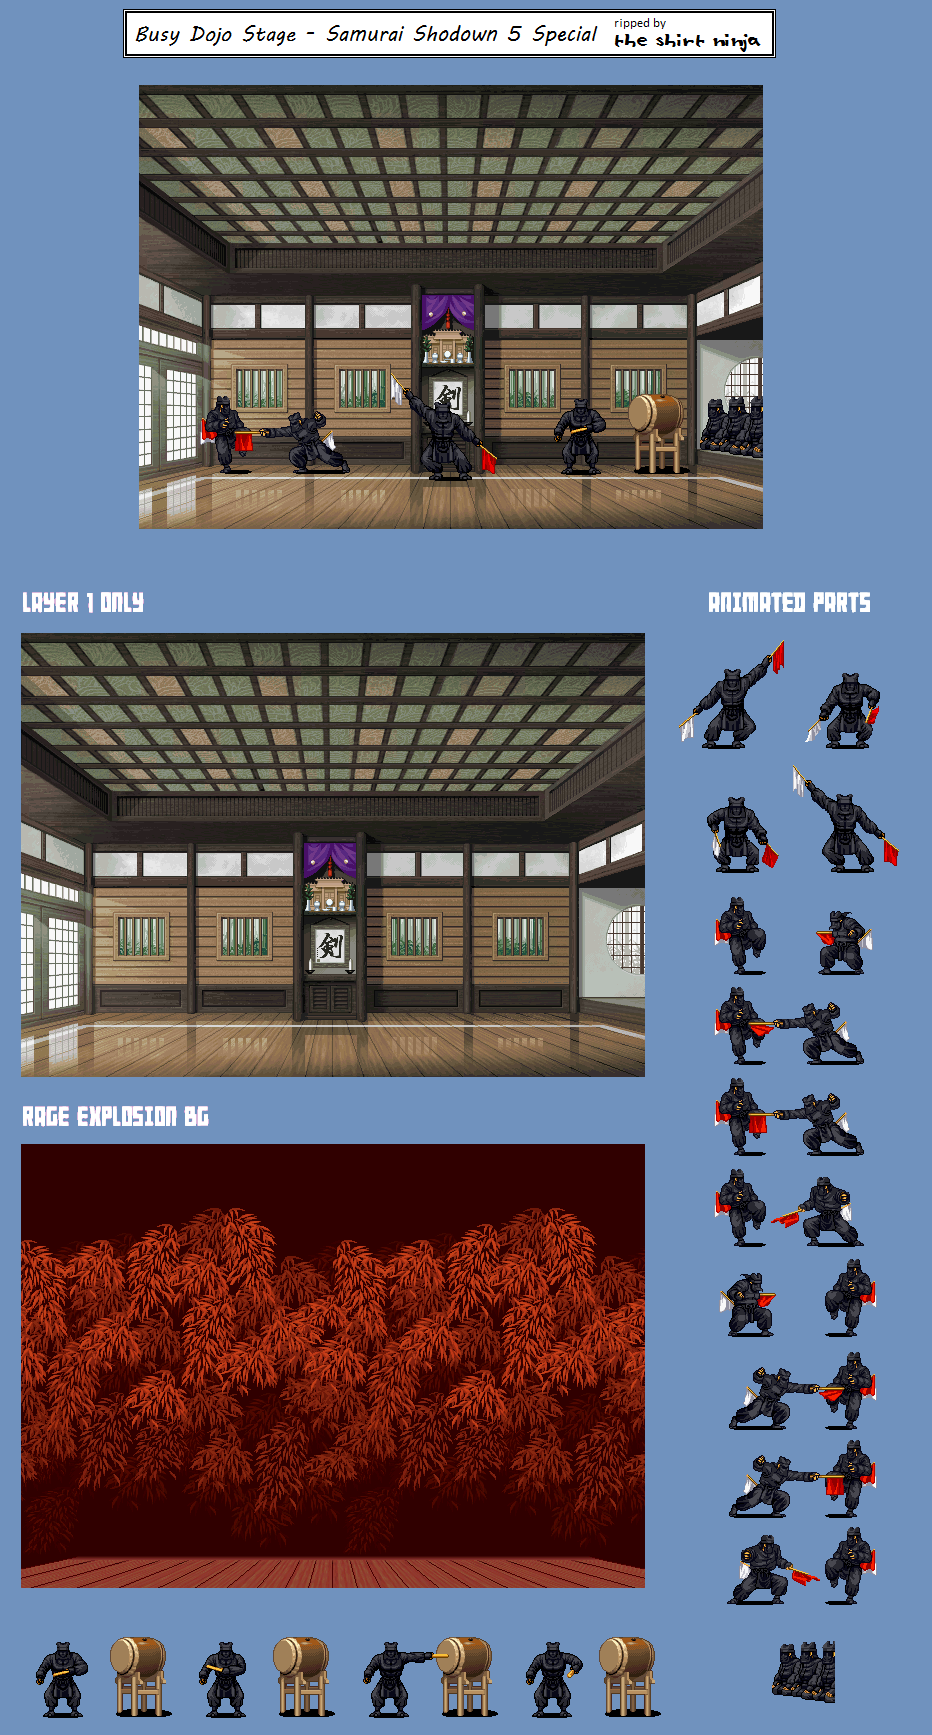 Busy Dojo Stage - Samurai Shodown 5 Special
ripped by
the shirt ninja
剣
LAYER 1 ONLY
ANIMATED PARTS
剣
RAGE EXPLOSION BG